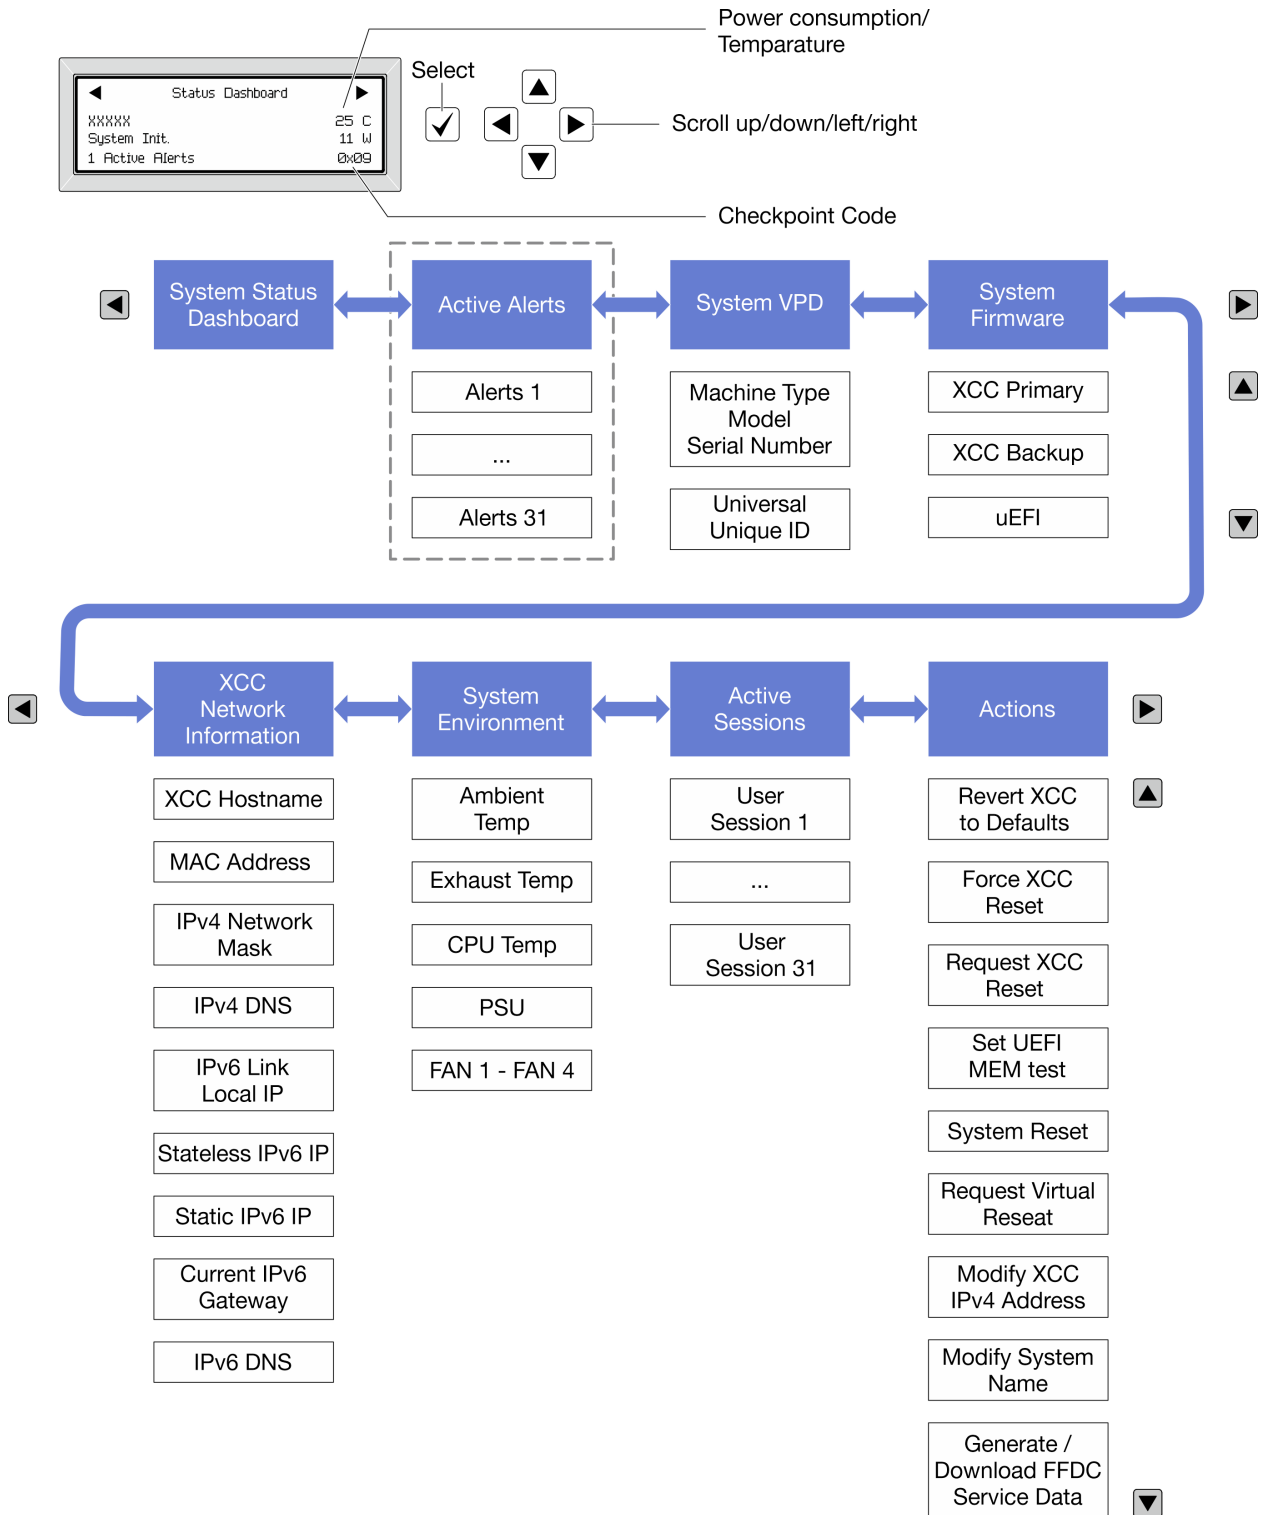 Power consumption/
Temparature
Select
Status Dashboard
XXXXX 25 C
System Init. 11 W
1 Active Alerts 0x09
Scroll up/down/left/right
Checkpoint Code
System Status
Dashboard
Active Alerts
System VPD
System
Firmware
Alerts 1
...
Alerts 31
Machine Type
Model
Serial Number
Universal
Unique ID
XCC Primary
XCC Backup
uEFI
XCC
Network
Information
System
Environment
Active
Sessions
Actions
XCC Hostname
MAC Address
IPv4 Network
Mask
IPv4 DNS
IPv6 Link
Local IP
Stateless IPv6 IP
Static IPv6 IP
Current IPv6
Gateway
IPv6 DNS
Ambient
Temp
Exhaust Temp
CPU Temp
PSU
FAN 1 - FAN 4
User
Session 1
...
User
Session 31
Revert XCC
to Defaults
Force XCC
Reset
Request XCC
Reset
Set UEFI
MEM test
System Reset
Request Virtual
Reseat
Modify XCC
IPv4 Address
Modify System
Name
Generate /
Download FFDC
Service Data